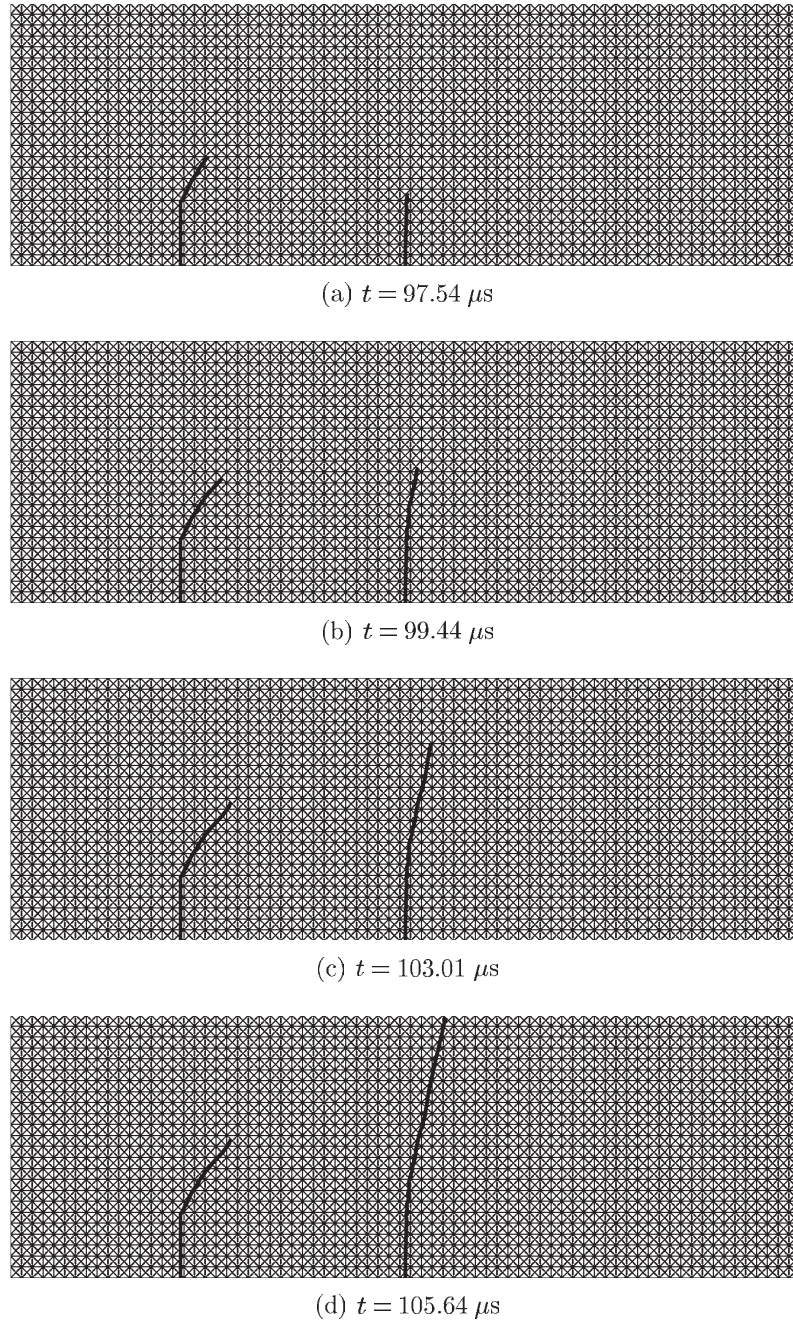 (a) t = 97.54 μs
(b) t = 99.44 μs
(c) t = 103.01 μs
(d) t = 105.64 μs